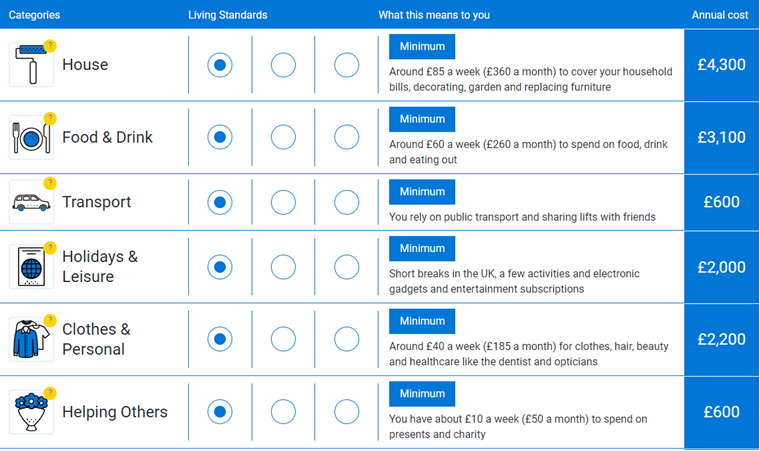 Categories Living Standards What this means to you Annual cost
?
House
Minimum
Around £85 a week (£360 a month) to cover your household
bills, decorating, garden and replacing furniture
£4,300
?
Food & Drink
Minimum
Around £60 a week (£260 a month) to spend on food, drink
and eating out
£3,100
?
Transport
Minimum
You rely on public transport and sharing lifts with friends
£600
?
Holidays &
Leisure
Minimum
Short breaks in the UK, a few activities and electronic
gadgets and entertainment subscriptions
£2,000
?
Clothes &
Personal
Minimum
Around £40 a week (£185 a month) for clothes, hair, beauty
and healthcare like the dentist and opticians
£2,200
?
Helping Others
Minimum
You have about £10 a week (£50 a month) to spend on
presents and charity
£600